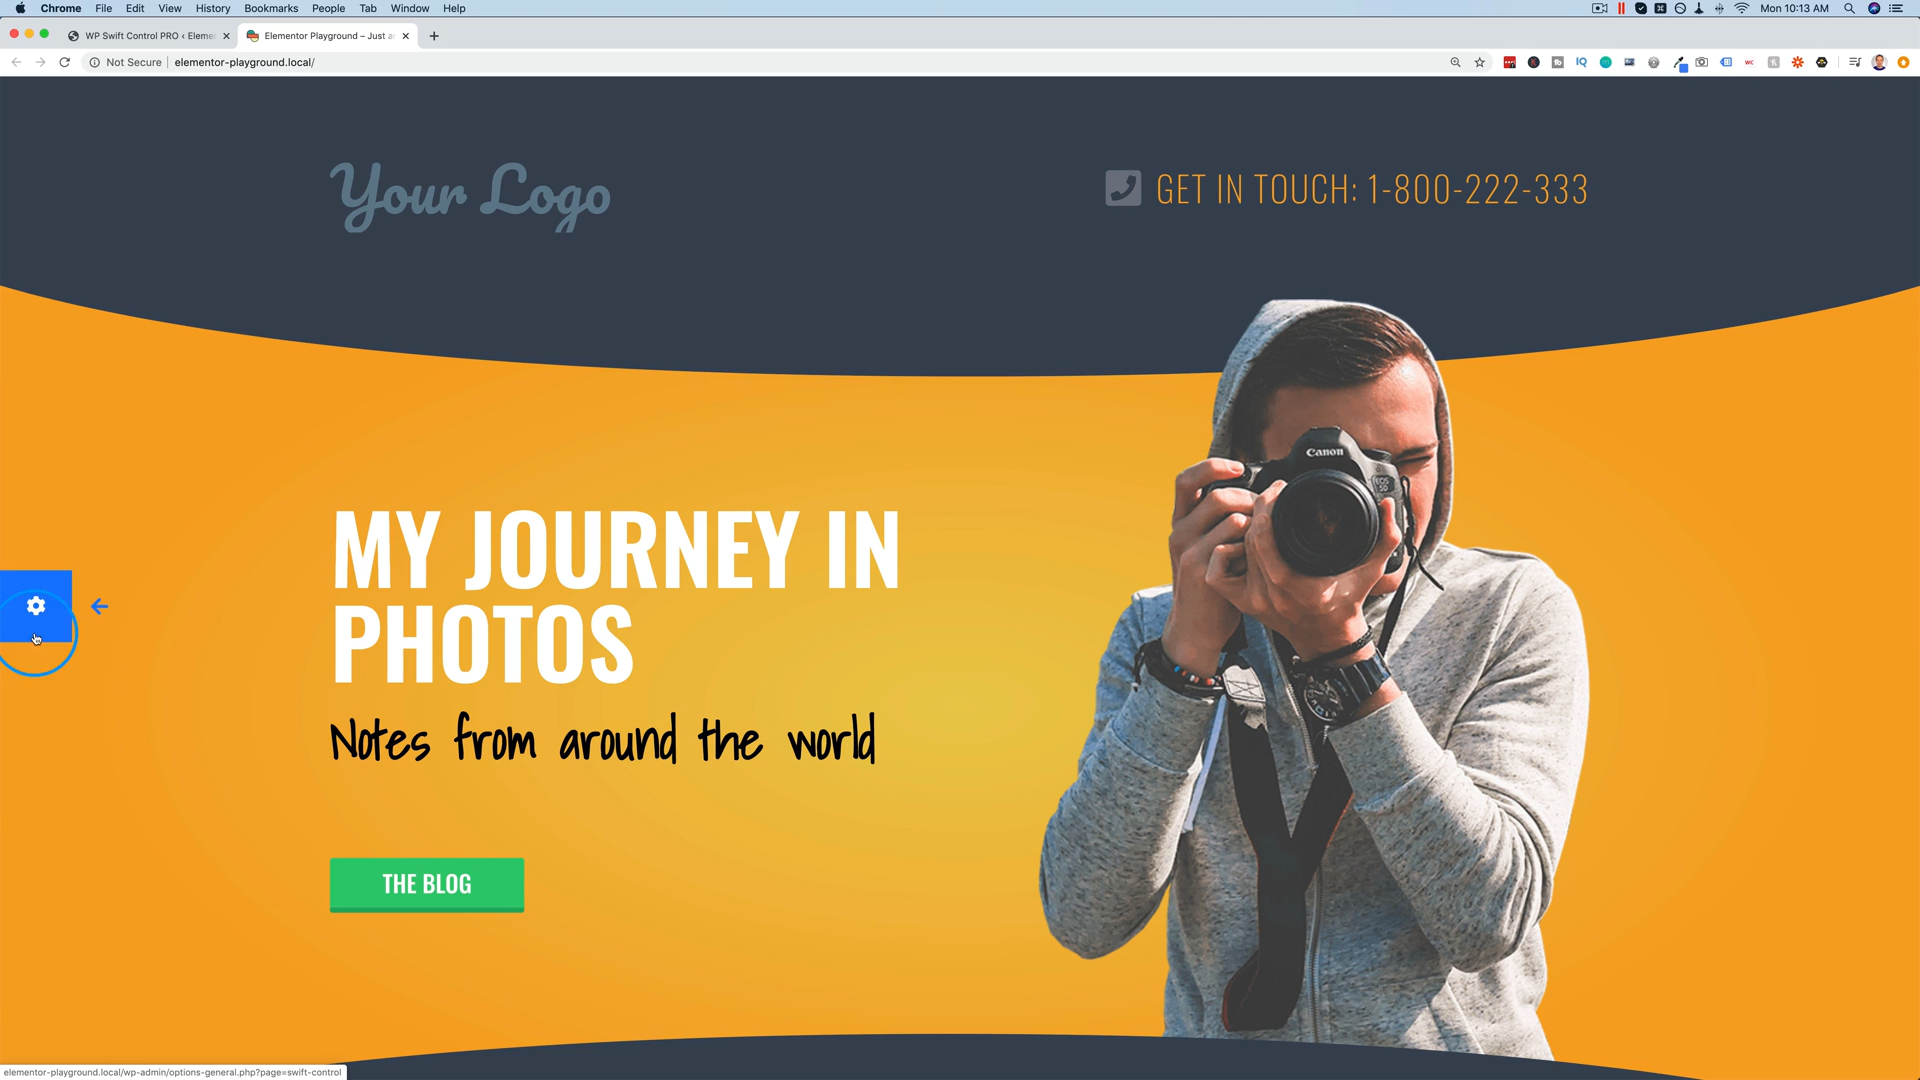 Chrome File Edit View History Bookmarks People Tab Window Help Mon 10:13 AM
WP Swift Control PRO ‹ Eleme Elementor Playground – Just a
Not Secure elementor-playground.local/
Your Logo
GET IN TOUCH: 1-800-222-333
Canon
EOS
5D
MY JOURNEY IN
PHOTOS
Notes from around the world
THE BLOG
elementor-playground.local/wp-admin/options-general.php?page=swift-control